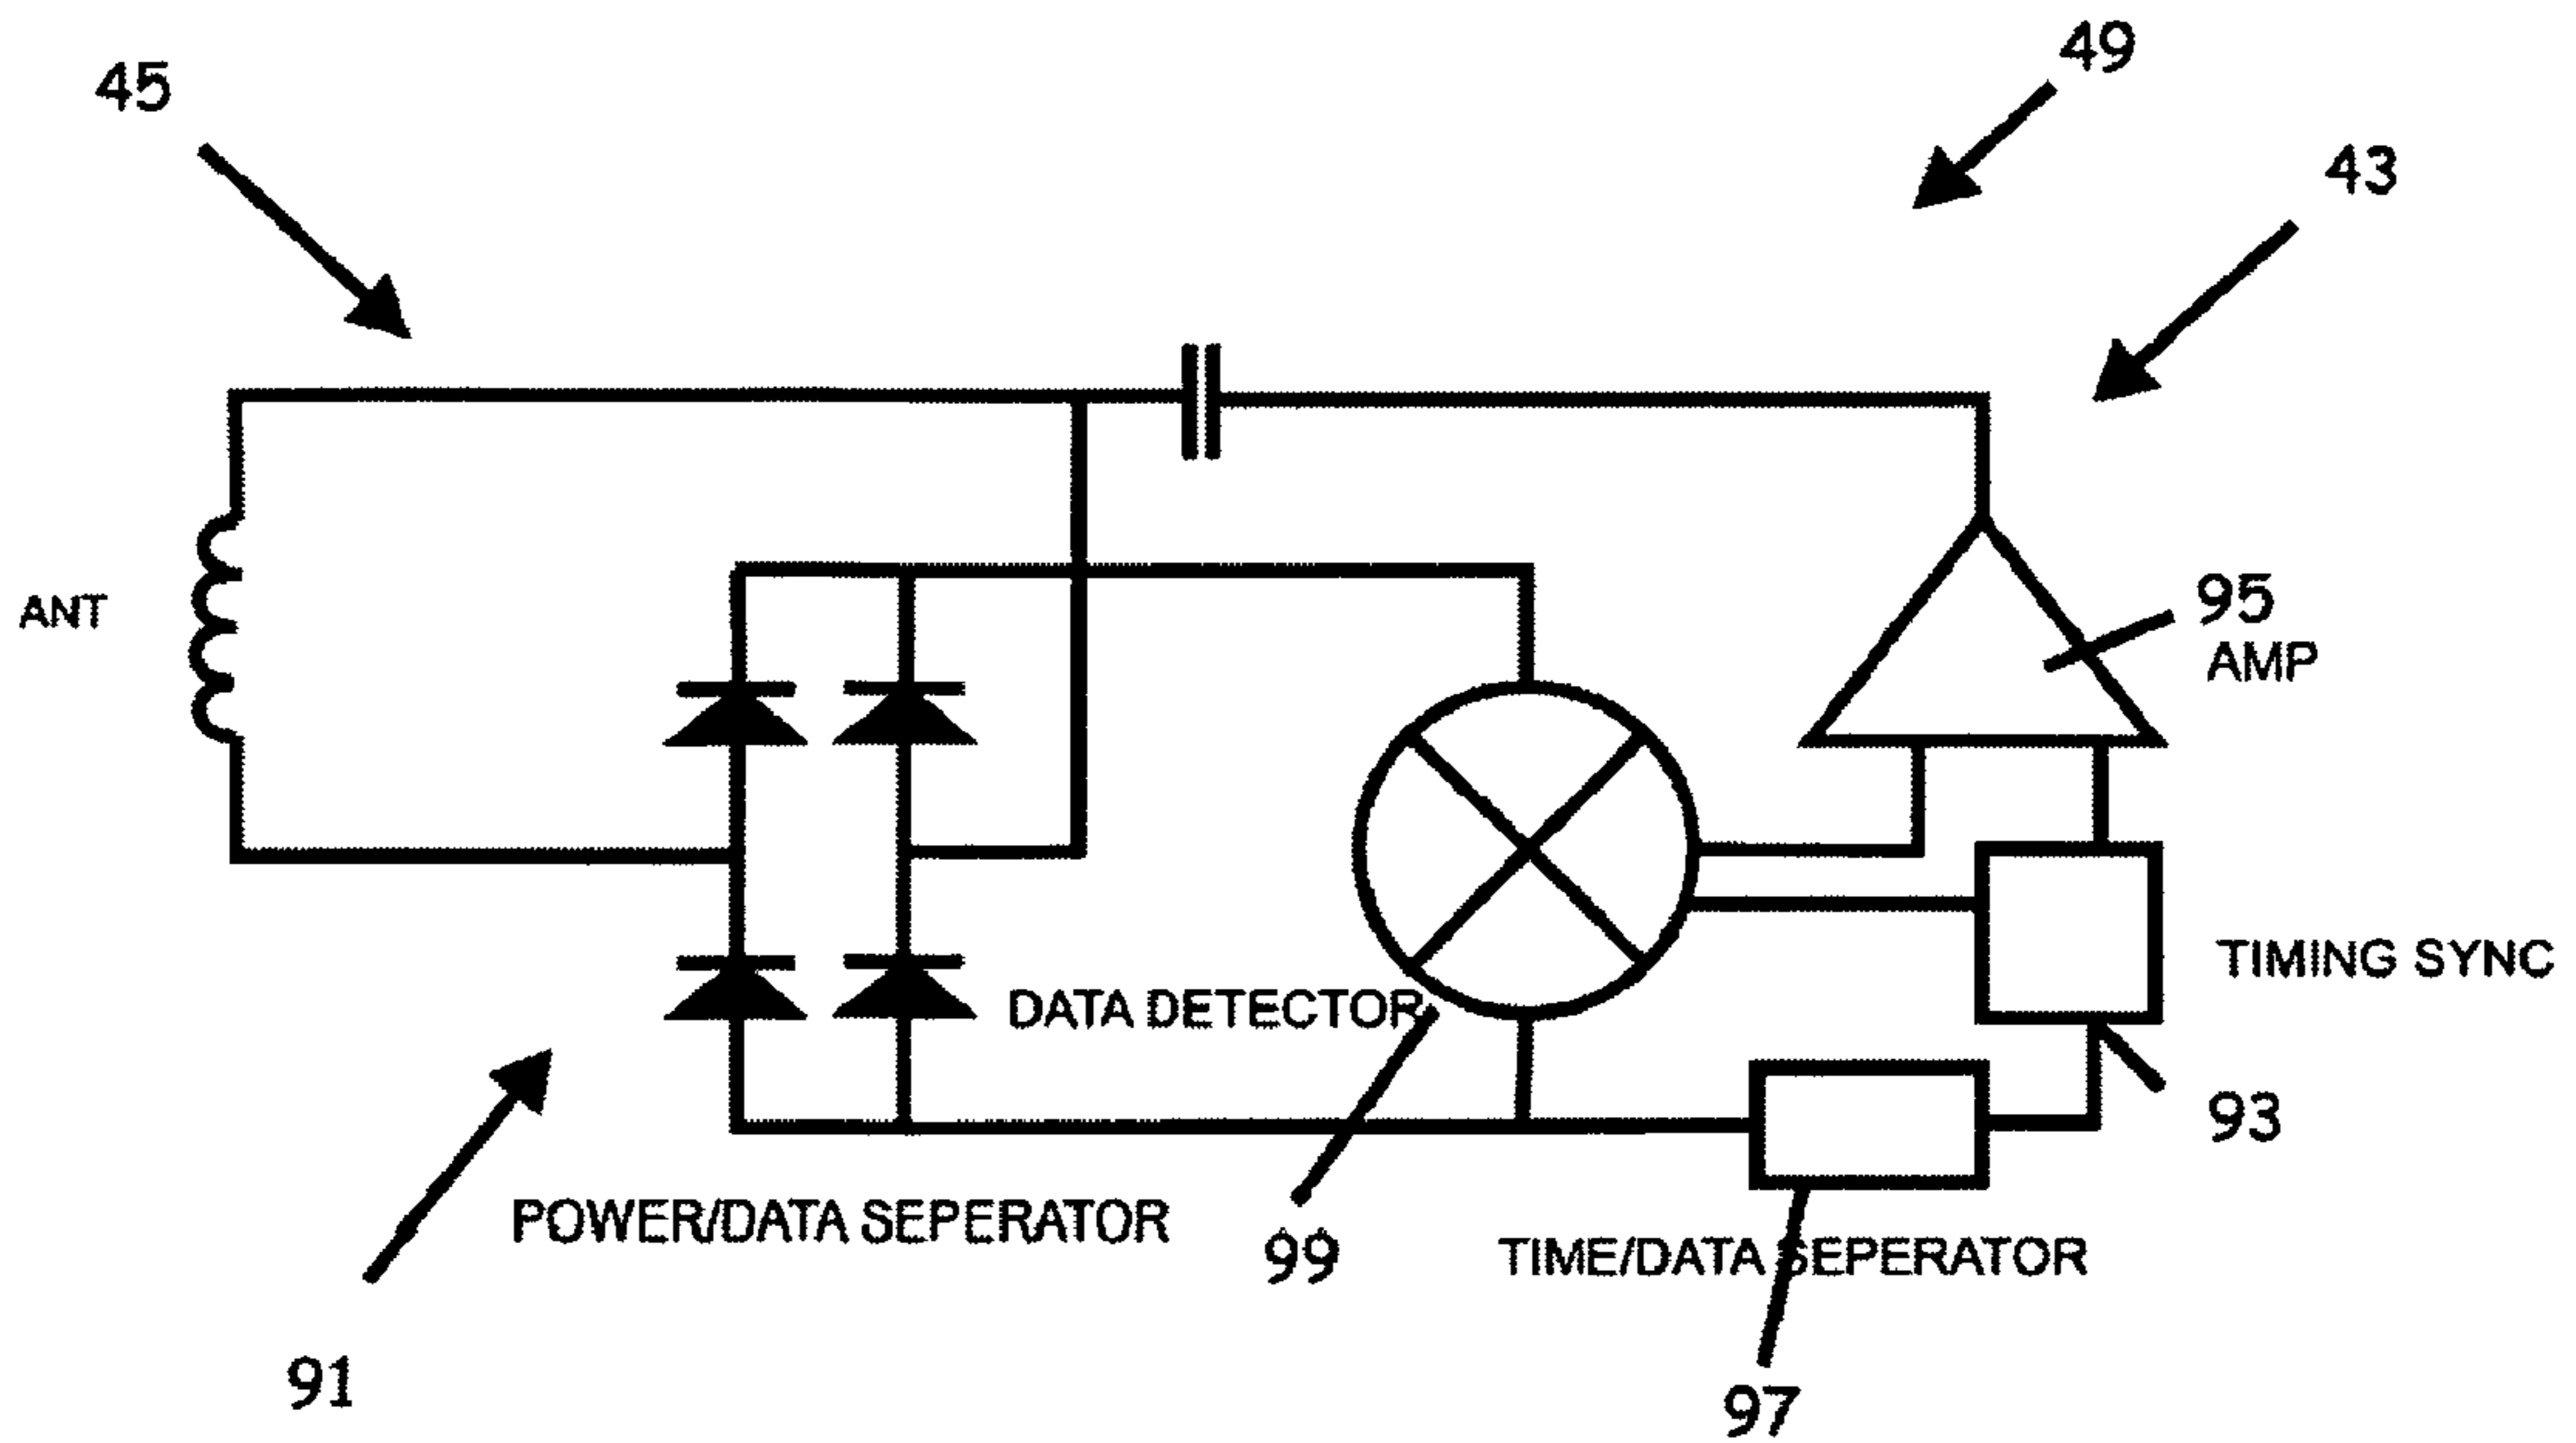 49
45
43
ANT
95
AMP
TIMING SYNC
DATA DETECTOR
93
POWER/DATA SEPERATOR
99
TIME/DATA SEPERATOR
91
97